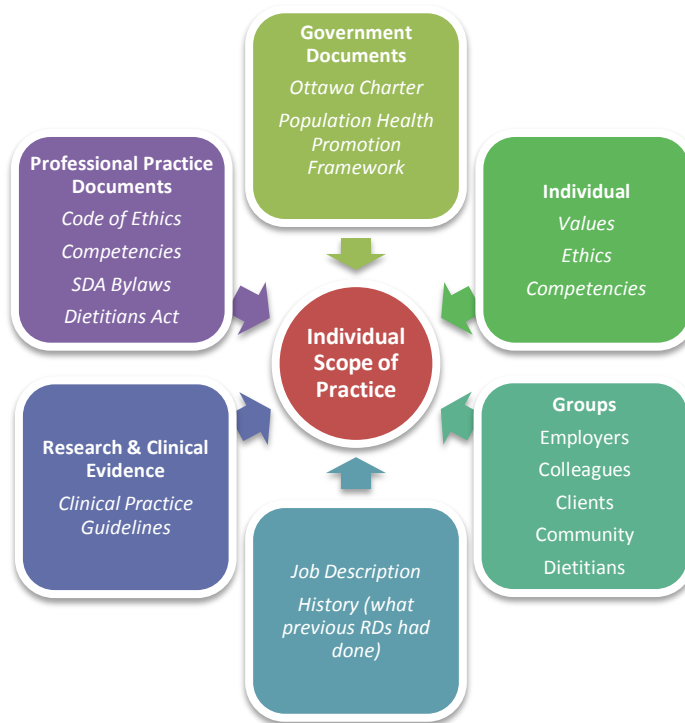 Government
Documents
Ottawa Charter
Population Health
Promotion
Framework
Professional Practice
Documents
Code of Ethics
Competencies
SDA Bylaws
Dietitians Act
Individual
Values
Ethics
Competencies
Individual
Scope of
Practice
Research & Clinical
Evidence
Clinical Practice
Guidelines
Groups
Employers
Colleagues
Clients
Community
Dietitians
Job Description
History (what
previous RDs had
done)